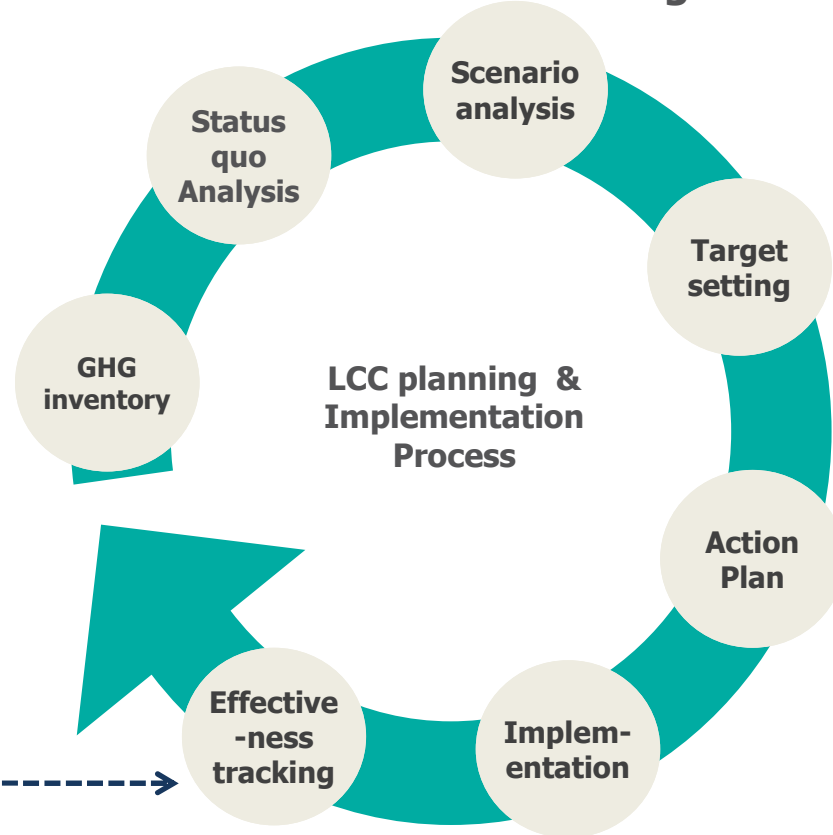 Scenario
analysis
Status
quo
Analysis
Target
setting
GHG
inventory
LCC planning & 
Implementation
Process
Action
Plan
Effective
-ness
tracking
Implem-
entation